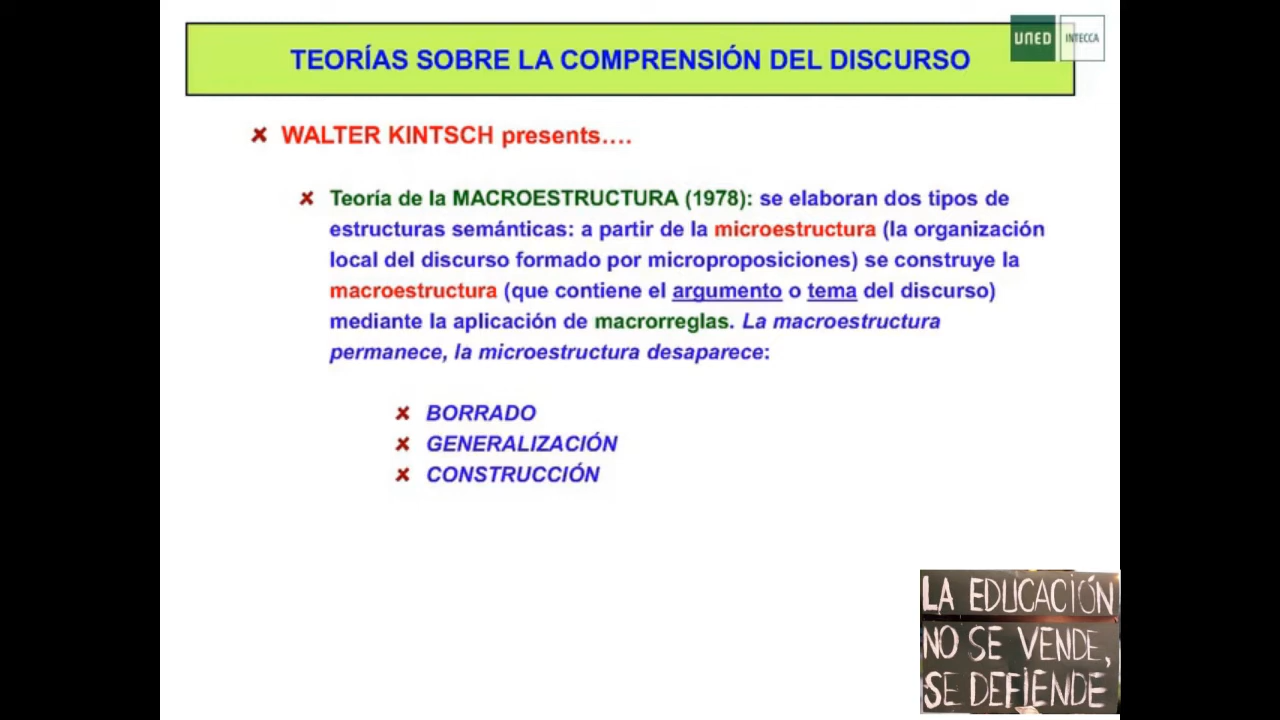 TEORÍAS SOBRE LA COMPRENSIÓN DEL DISCURSO
UNED
INTECCA
WALTER KINTSCH presents....
Teoría de la MACROESTRUCTURA (1978): se elaboran dos tipos de
estructuras semánticas: a partir de la microestructura (la organización
local del discurso formado por microproposiciones) se construye la
macroestructura (que contiene el argumento o tema del discurso)
mediante la aplicación de macrorreglas. La macroestructura
permanece, la microestructura desaparece:
BORRADO
GENERALIZACIÓN
CONSTRUCCIÓN
LA EDUCACIÓN
NO SE VENDE,
SE DEFIENDE